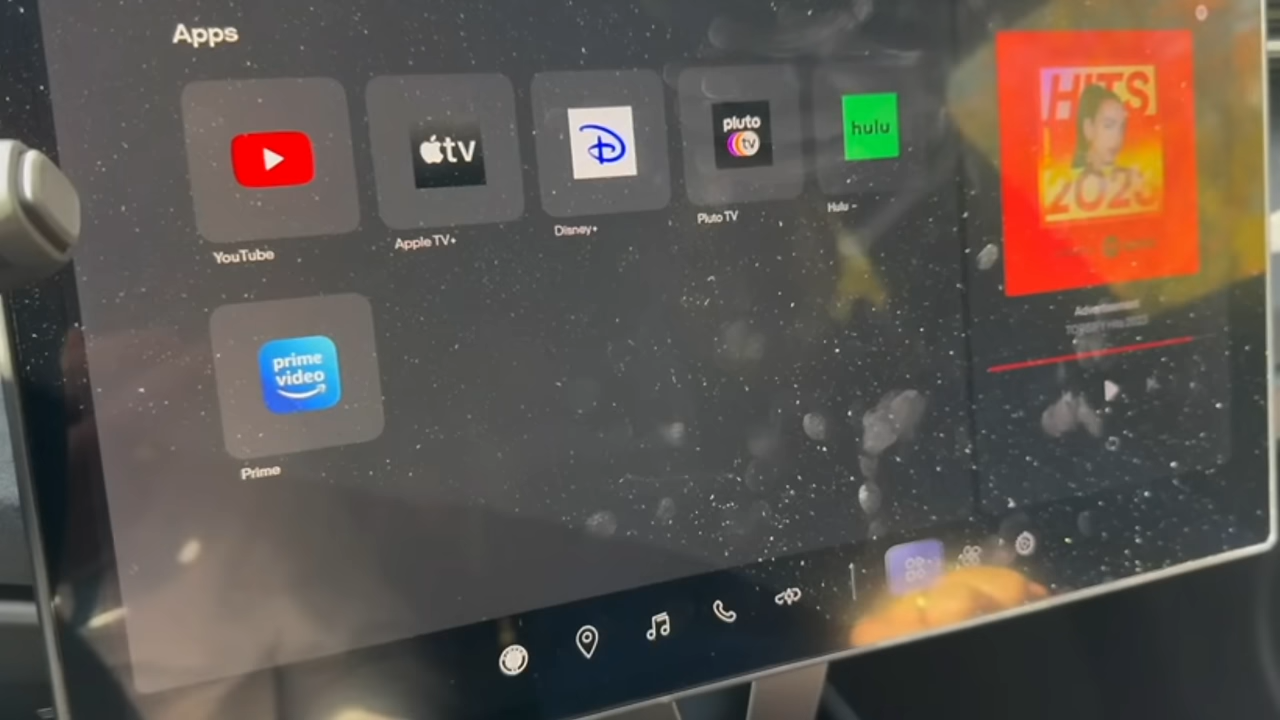 Apps
tv
pluto
tv
hulu
YouTube
Apple TV+
Disney+
Pluto TV
Hulu
prime
video
Prime
HITS
2023
Advertisement